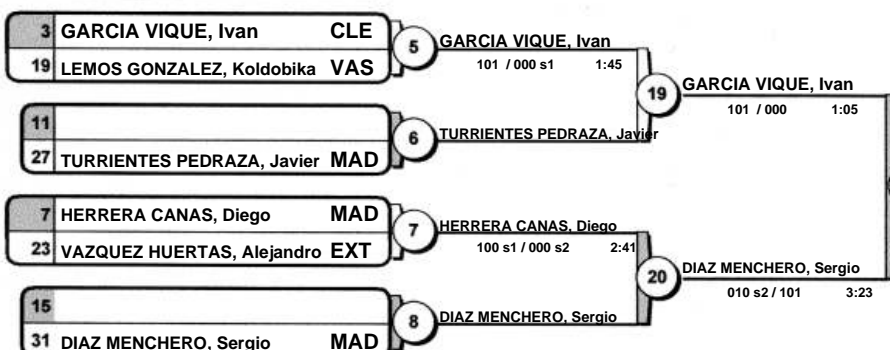 3 GARCIA VIQUE, Ivan CLE
19 LEMOS GONZALEZ, Koldobika VAS
5 GARCIA VIQUE, Ivan
101 / 000 s1 1:45
11
27 TURRIENTES PEDRAZA, Javier MAD
6 TURRIENTES PEDRAZA, Javier
19 GARCIA VIQUE, Ivan
101 / 000 1:05
7 HERRERA CANAS, Diego MAD
23 VAZQUEZ HUERTAS, Alejandro EXT
7 HERRERA CANAS, Diego
100 s1 / 000 s2 2:41
15
31 DIAZ MENCHERO, Sergio MAD
8 DIAZ MENCHERO, Sergio
20 DIAZ MENCHERO, Sergio
010 s2 / 101 3:23